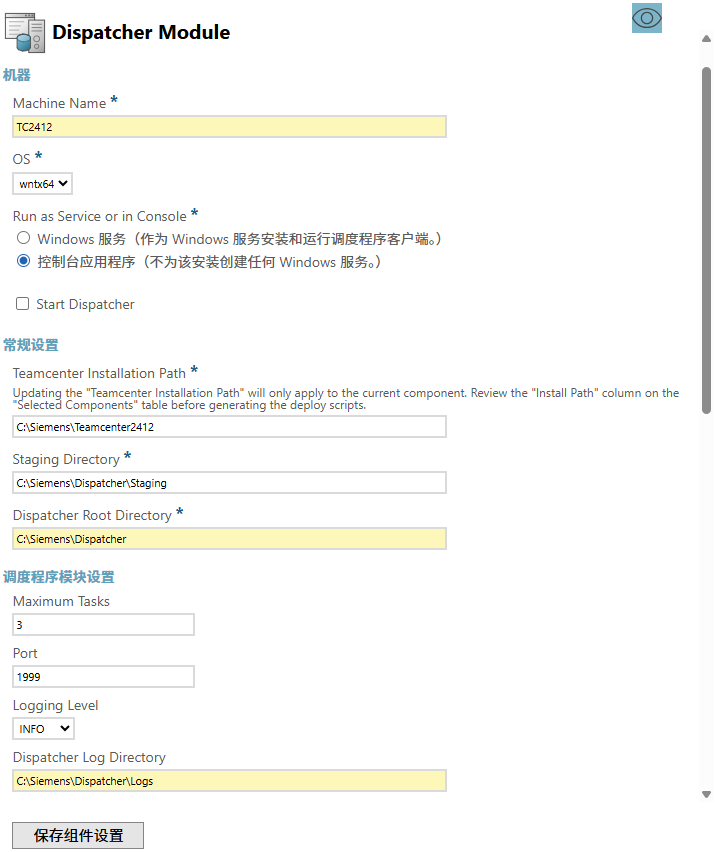 Dispatcher Module
机器
Machine Name *
TC2412
OS *
wntx64
Run as Service or in Console *
Windows 服务（作为 Windows 服务安装和运行调度程序客户端。）
控制台应用程序（不为该安装创建任何 Windows 服务。）
Start Dispatcher
常规设置
Teamcenter Installation Path *
Updating the "Teamcenter Installation Path" will only apply to the current component. Review the "Install Path" column on the
"Selected Components" table before generating the deploy scripts.
C:\Siemens\Teamcenter2412
Staging Directory *
C:\Siemens\Dispatcher\Staging
Dispatcher Root Directory *
C:\Siemens\Dispatcher
调度程序模块设置
Maximum Tasks
3
Port
1999
Logging Level
INFO
Dispatcher Log Directory
C:\Siemens\Dispatcher\Logs
保存组件设置